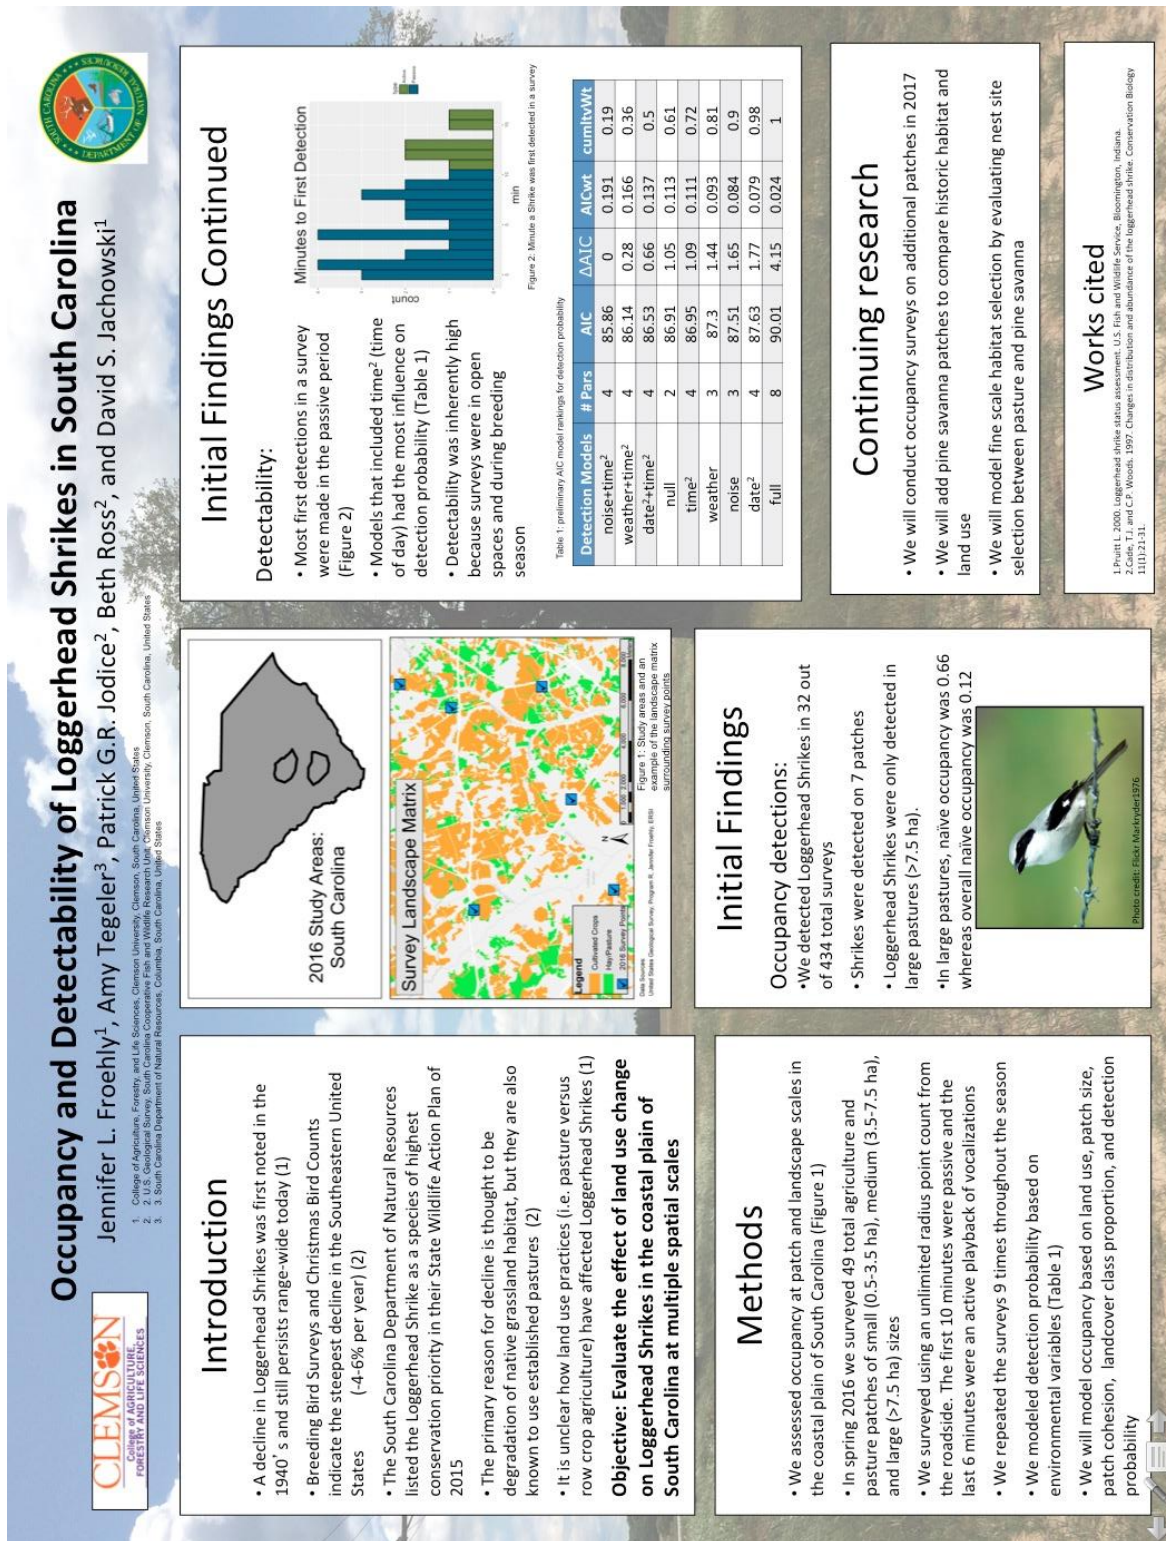 Occupancy and Detectability of Loggerhead Shrikes in South Carolina
Jennifer L. Froehly¹, Amy Tegeler³, Patrick G.R. Jodice², Beth Ross², and David S. Jachowski¹
1. College of Agriculture, Forestry, and Life Sciences, Clemson University, Clemson, South Carolina, United States
2. 2. U.S. Geological Survey, South Carolina Cooperative Fish and Wildlife Research Unit, Clemson University, Clemson, South Carolina, United States
3. 3. South Carolina Department of Natural Resources, Columbia, South Carolina, United States
CLEMSON
College of AGRICULTURE,
FORESTRY AND LIFE SCIENCES
SOUTH CAROLINA
DEPARTMENT OF NATURAL RESOURCES
Introduction
• A decline in Loggerhead Shrikes was first noted in the
1940's and still persists range-wide today (1)
• Breeding Bird Surveys and Christmas Bird Counts
indicate the steepest decline in the Southeastern United
States (-4-6% per year) (2)
• The South Carolina Department of Natural Resources
listed the Loggerhead Shrike as a species of highest
conservation priority in their State Wildlife Action Plan of
2015
• The primary reason for decline is thought to be
degradation of native grassland habitat, but they are also
known to use established pastures (2)
• It is unclear how land use practices (i.e. pasture versus
row crop agriculture) have affected Loggerhead Shrikes (1)
Objective: Evaluate the effect of land use change
on Loggerhead Shrikes in the coastal plain of
South Carolina at multiple spatial scales
Methods
• We assessed occupancy at patch and landscape scales in
the coastal plain of South Carolina (Figure 1)
• In spring 2016 we surveyed 49 total agriculture and
pasture patches of small (0.5-3.5 ha), medium (3.5-7.5 ha),
and large (>7.5 ha) sizes
• We surveyed using an unlimited radius point count from
the roadside. The first 10 minutes were passive and the
last 6 minutes were an active playback of vocalizations
• We repeated the surveys 9 times throughout the season
• We modeled detection probability based on
environmental variables (Table 1)
• We will model occupancy based on land use, patch size,
patch cohesion, landcover class proportion, and detection
probability
2016 Study Areas:
South Carolina
Survey Landscape Matrix
Legend
Cultivated Crops
Hay/Pasture
2016 Survey Points
N
Data Sources
United States Geological Survey, Program R, Jennifer Froehly, ERSI
Figure 1: Study areas and an
example of the landscape matrix
surrounding survey points
Initial Findings
Occupancy detections:
•We detected Loggerhead Shrikes in 32 out
of 434 total surveys
• Shrikes were detected on 7 patches
• Loggerhead Shrikes were only detected in
large pastures (>7.5 ha).
•In large pastures, naïve occupancy was 0.66
whereas overall naïve occupancy was 0.12
Photo credit: Flickr Markryder1976
Initial Findings Continued
Detectability:
• Most first detections in a survey
were made in the passive period
(Figure 2)
• Models that included time² (time
of day) had the most influence on
detection probability (Table 1)
• Detectability was inherently high
because surveys were in open
spaces and during breeding
season
Minutes to First Detection
count
min
Figure 2: Minute a Shrike was first detected in a survey
Table 1: preliminary AIC model rankings for detection probability
Detection Models # Pars AIC ΔAIC AICwt cumltvWt
noise+time² 4 85.86 0 0.191 0.19
weather+time² 4 86.14 0.28 0.166 0.36
date²+time² 4 86.53 0.66 0.137 0.5
null 2 86.91 1.05 0.113 0.61
time² 4 86.95 1.09 0.111 0.72
weather 3 87.3 1.44 0.093 0.81
noise 3 87.51 1.65 0.084 0.9
date² 4 87.63 1.77 0.079 0.98
full 8 90.01 4.15 0.024 1
Continuing research
• We will conduct occupancy surveys on additional patches in 2017
• We will add pine savanna patches to compare historic habitat and
land use
• We will model fine scale habitat selection by evaluating nest site
selection between pasture and pine savanna
Works cited
1.Pruitt L. 2000. Loggerhead shrike status assessment. U.S. Fish and Wildlife Service, Bloomington, Indiana.
2.Cade, T.J. and C.P. Woods. 1997. Changes in distribution and abundance of the loggerhead shrike. Conservation Biology
11(1):21-31.